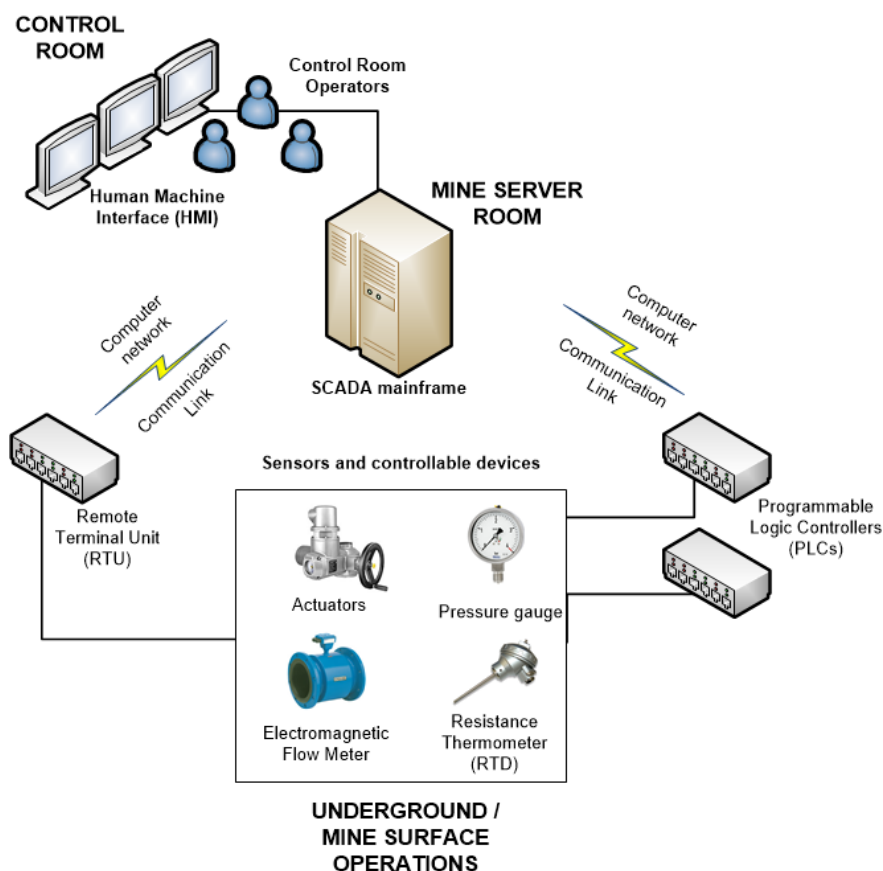 CONTROL
ROOM
Control Room
Operators
Human Machine
Interface (HMI)
MINE SERVER
ROOM
SCADA mainframe
Computer
network
Communication
Link
Computer
network
Communication
Link
Remote
Terminal Unit
(RTU)
Sensors and controllable devices
Programmable
Logic Controllers
(PLCs)
Actuators
Pressure gauge
Electromagnetic
Flow Meter
Resistance
Thermometer
(RTD)
UNDERGROUND /
MINE SURFACE
OPERATIONS